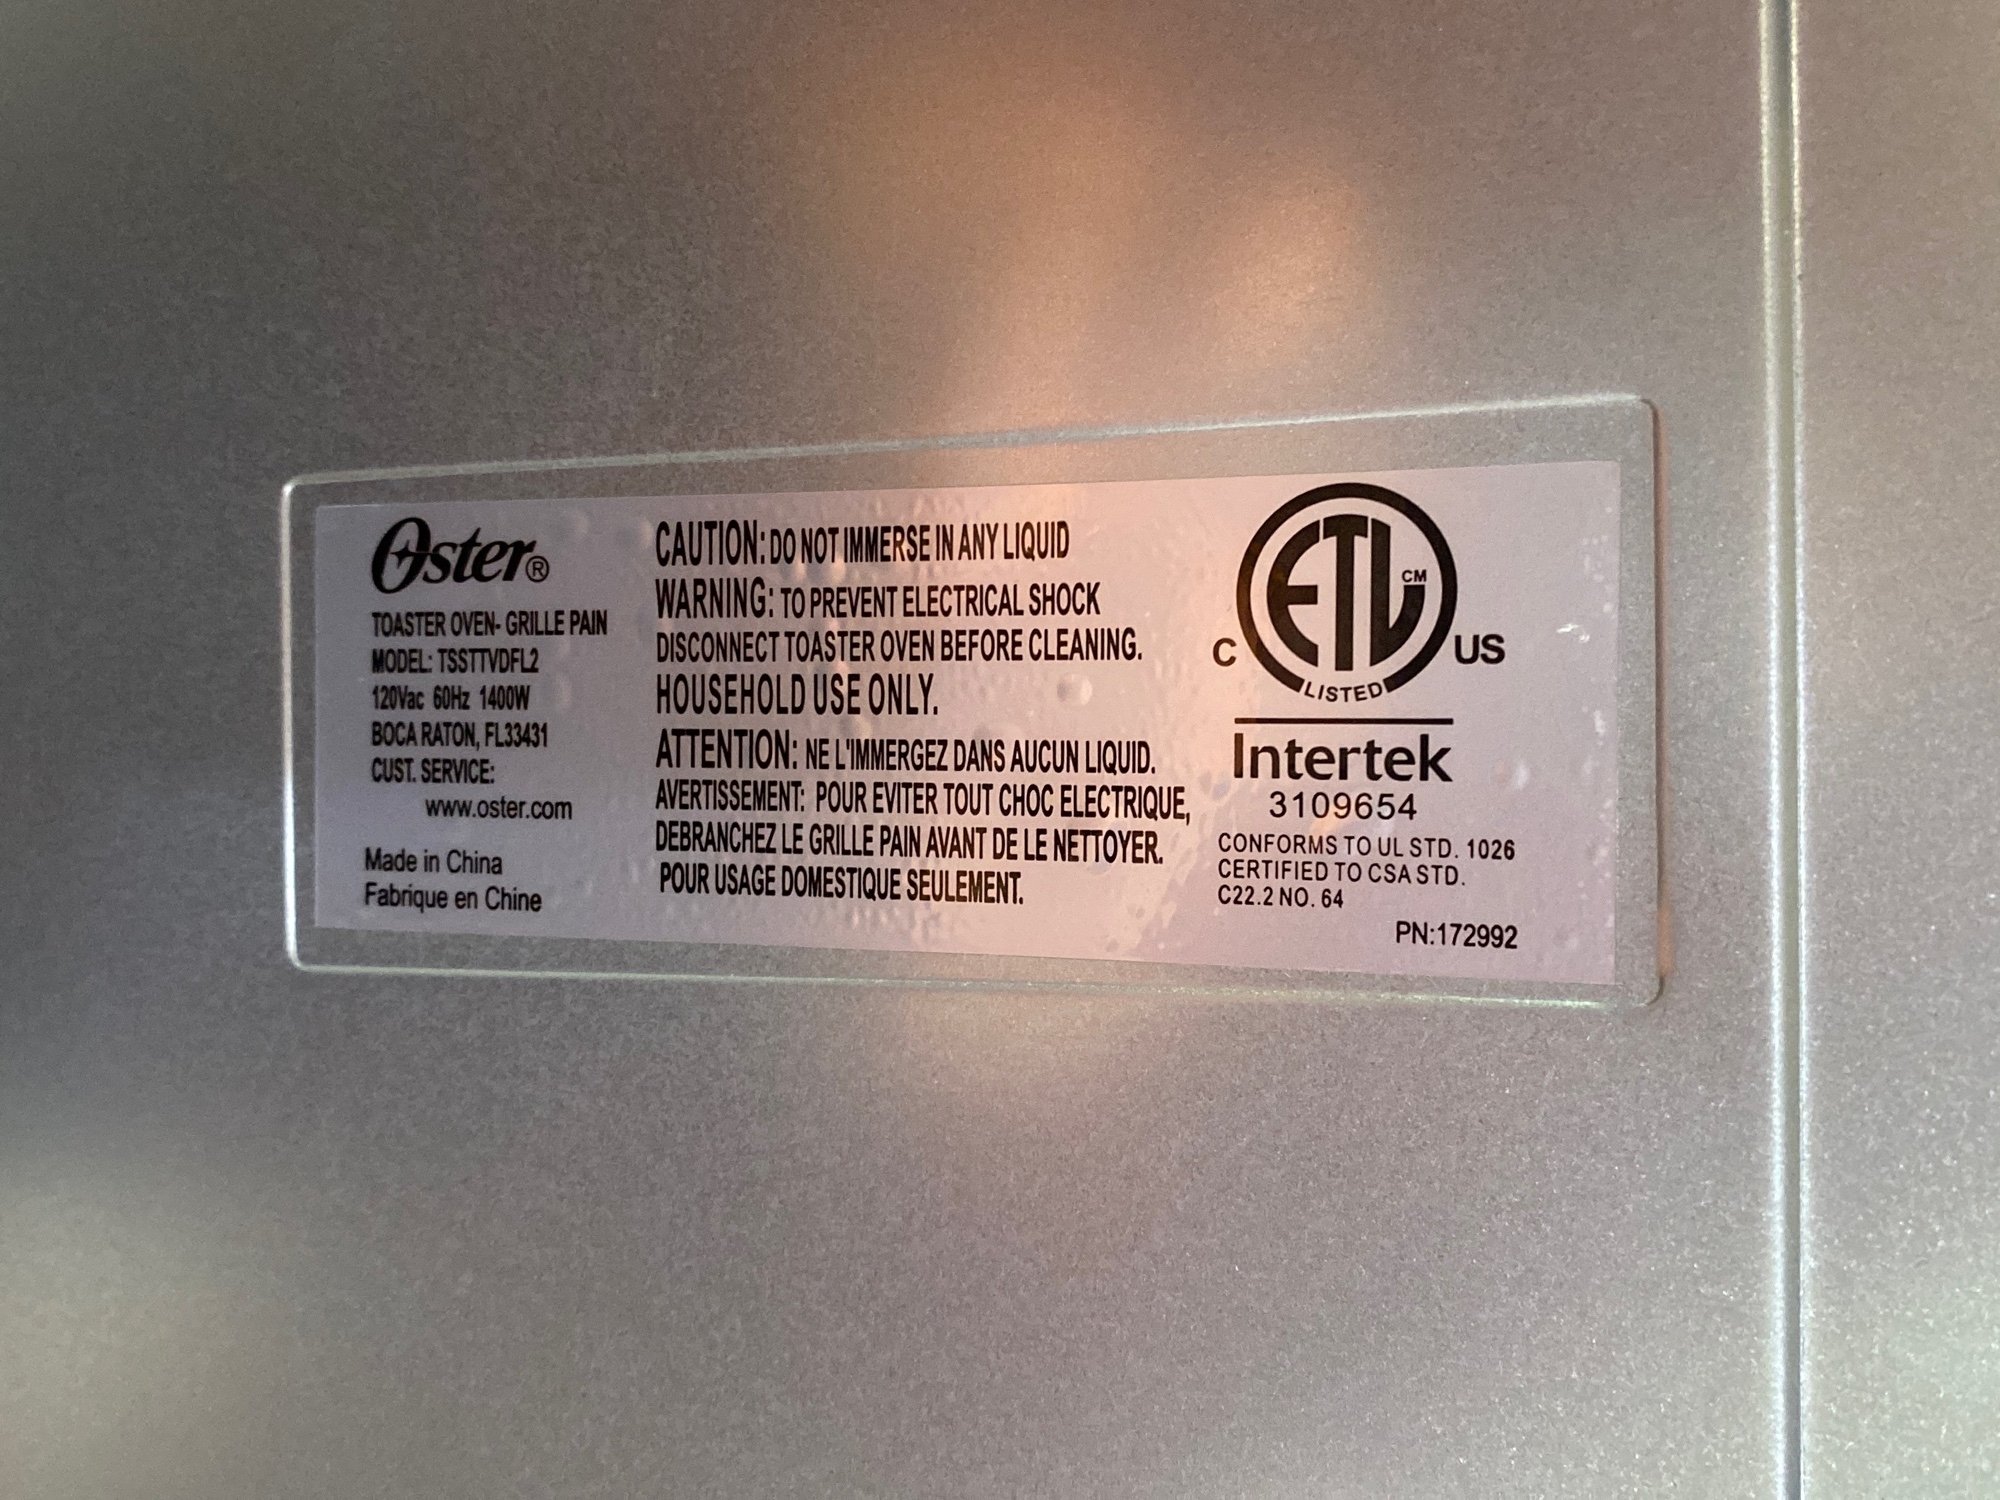 Oster®
TOASTER OVEN- GRILLE PAIN
MODEL: TSSTTVDFL2
120Vac 60Hz 1400W
BOCA RATON, FL33431
CUST. SERVICE:
www.oster.com
Made in China
Fabrique en Chine
CAUTION: DO NOT IMMERSE IN ANY LIQUID
WARNING: TO PREVENT ELECTRICAL SHOCK
DISCONNECT TOASTER OVEN BEFORE CLEANING.
HOUSEHOLD USE ONLY.
ATTENTION: NE L'IMMERGEZ DANS AUCUN LIQUID.
AVERTISSEMENT: POUR EVITER TOUT CHOC ELECTRIQUE,
DEBRANCHEZ LE GRILLE PAIN AVANT DE LE NETTOYER.
POUR USAGE DOMESTIQUE SEULEMENT.
ETL CM
C US
LISTED
Intertek
3109654
CONFORMS TO UL STD. 1026
CERTIFIED TO CSA STD.
C22.2 NO. 64
PN:172992